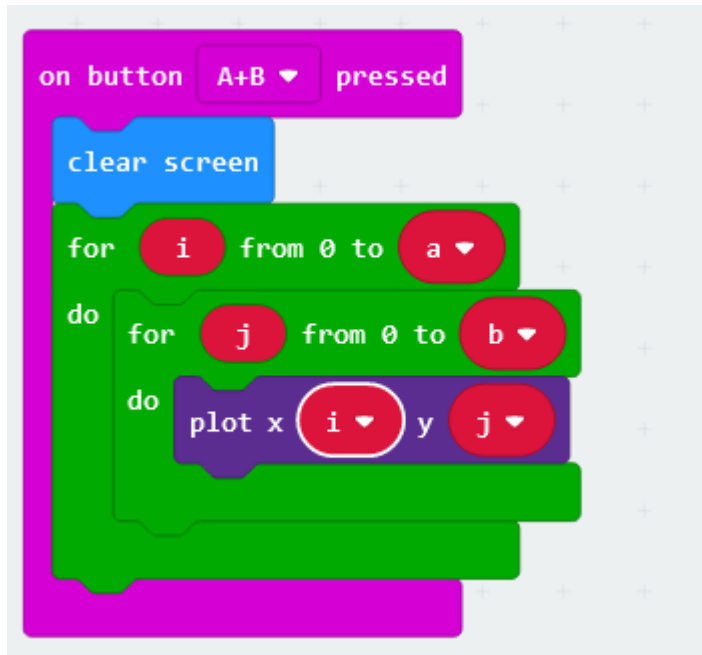 on button A+B pressed
clear screen
for i from 0 to a
do
for j from 0 to b
do
plot x i y j